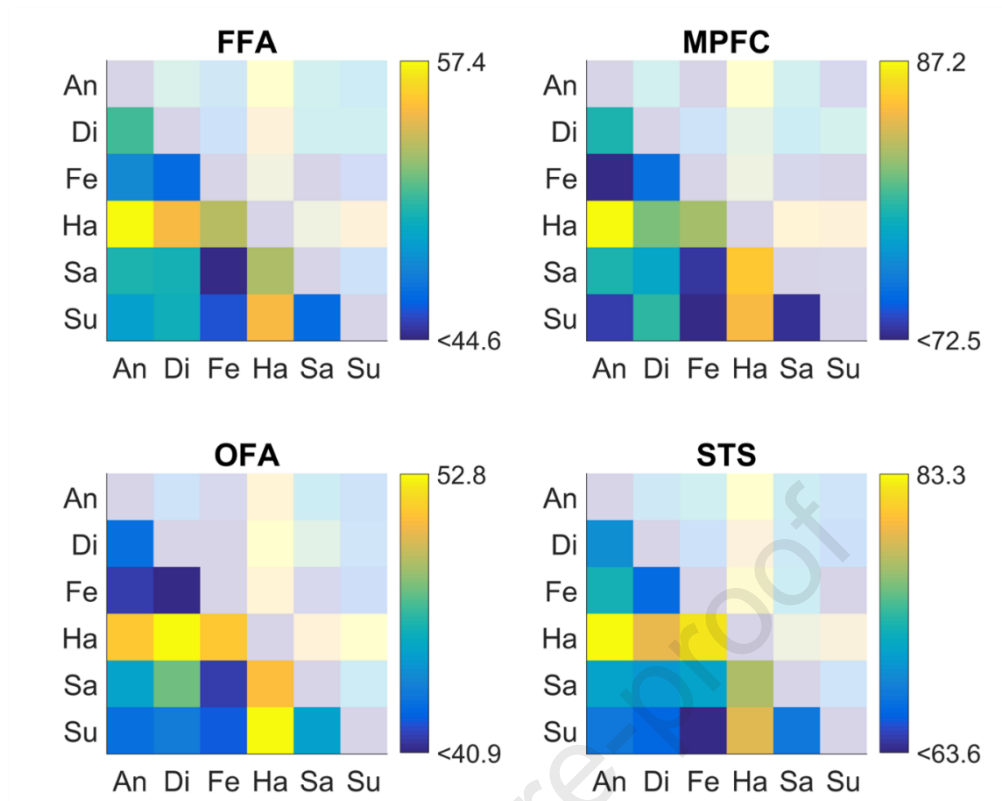 FFA
57.4
An
Di
Fe
Ha
Sa
Su
<44.6
An Di Fe Ha Sa Su
MPFC
87.2
An
Di
Fe
Ha
Sa
Su
<72.5
An Di Fe Ha Sa Su
OFA
52.8
An
Di
Fe
Ha
Sa
Su
<40.9
An Di Fe Ha Sa Su
STS
83.3
An
Di
Fe
Ha
Sa
Su
<63.6
An Di Fe Ha Sa Su
re-proof